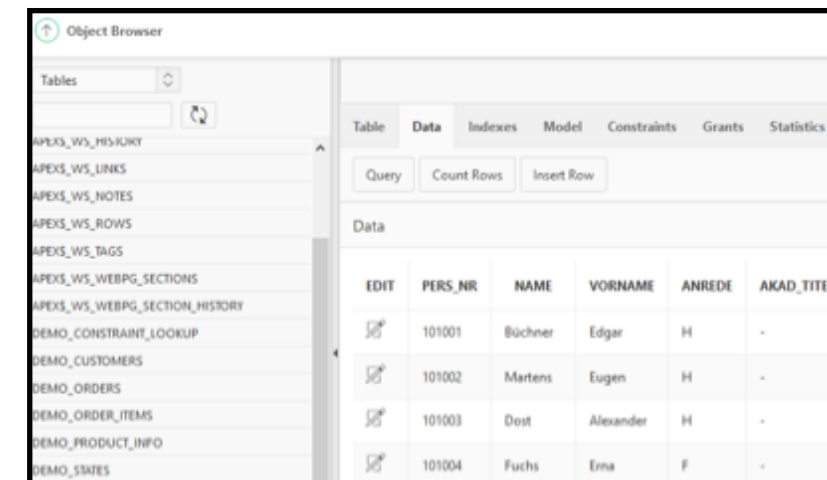 Object Browser
Tables
APEX$_WS_HISTORY
APEX$_WS_LINKS
APEX$_WS_NOTES
APEX$_WS_ROWS
APEX$_WS_TAGS
APEX$_WS_WEBPG_SECTIONS
APEX$_WS_WEBPG_SECTION_HISTORY
DEMO_CONSTRAINT_LOOKUP
DEMO_CUSTOMERS
DEMO_ORDERS
DEMO_ORDER_ITEMS
DEMO_PRODUCT_INFO
DEMO_STATES
Table Data Indexes Model Constraints Grants Statistics
Query Count Rows Insert Row
Data
EDIT PERS_NR NAME VORNAME ANREDE AKAD_TITE
101001 Büchner Edgar H -
101002 Martens Eugen H -
101003 Dost Alexander H -
101004 Fuchs Erna F -